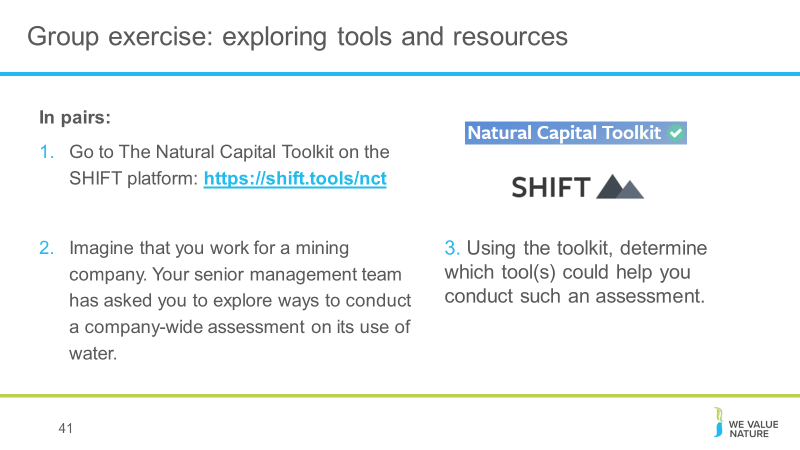 Group exercise: exploring tools and resources
In pairs:
1. Go to The Natural Capital Toolkit on the
SHIFT platform: https://shift.tools/nct
2. Imagine that you work for a mining
company. Your senior management team
has asked you to explore ways to conduct
a company-wide assessment on its use of
water.
Natural Capital Toolkit
SHIFT
3. Using the toolkit, determine
which tool(s) could help you
conduct such an assessment.
41
WE VALUE
NATURE